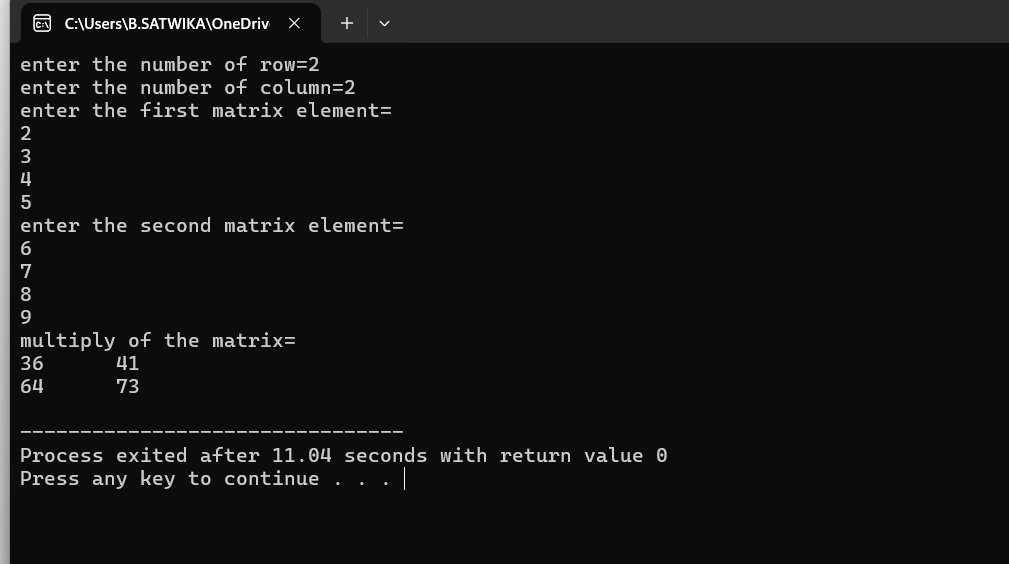 C:\Users\B.SATWIKA\OneDriv
enter the number of row=2
enter the number of column=2
enter the first matrix element=
2
3
4
5
enter the second matrix element=
6
7
8
9
multiply of the matrix=
36      41
64      73
--------------------------------
Process exited after 11.04 seconds with return value 0
Press any key to continue . . .